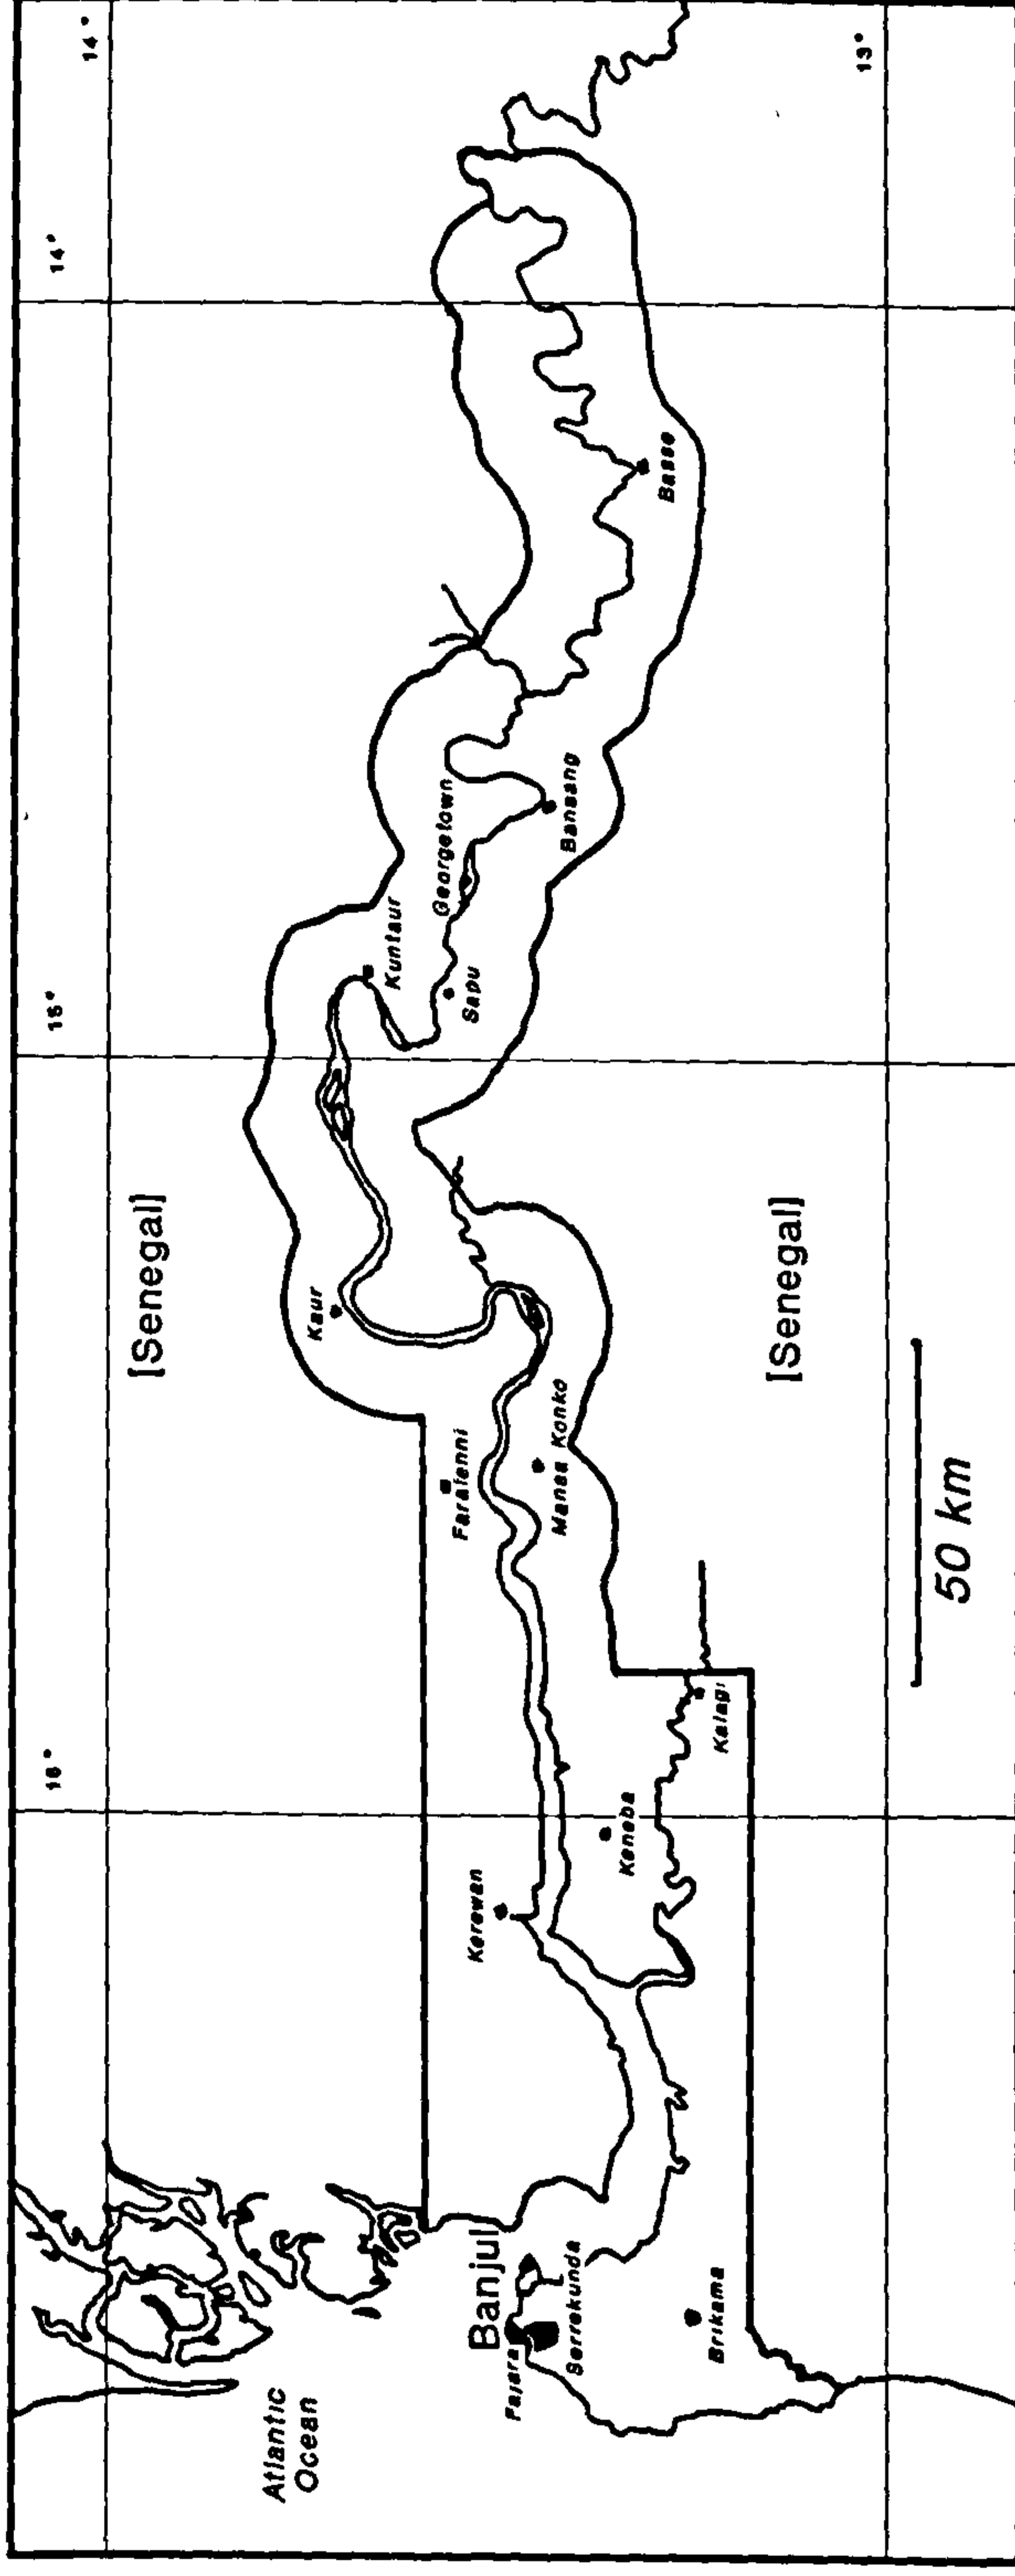 16°
15°
14°
14°
[Senegal]
Atlantic
Ocean
Kaur
Kuntaur
Georgetown
Farafenni
Kerewan
Sapu
Banjul
Fajara
Mansa Konko
Bansang
Serrekunda
Keneba
Basse
Brikama
Kalagi
[Senegal]
13°
50 km